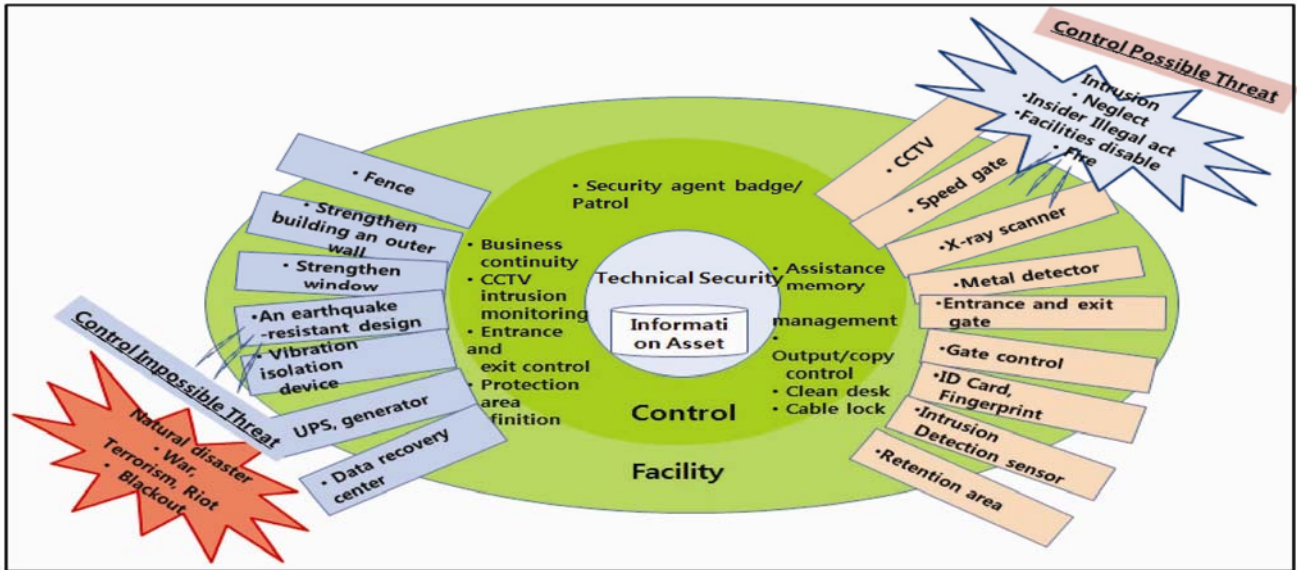 Control Possible Threat
Intrusion
• Neglect
•Insider Illegal act
•Facilities disable
• Fire
• Fence
• Strengthen
building an outer
wall
• Strengthen
window
•An earthquake
-resistant design
• Vibration
isolation
device
UPS, generator
• Data recovery
center
Control Impossible Threat
Natural disaster
• War,
Terrorism, Riot
• Blackout
• Security agent badge/
Patrol
• Business
continuity
• CCTV
intrusion
monitoring
• Entrance
and
exit control
• Protection
area
finition
Technical Security
Informati
on Asset
• Assistance
memory
management
•
Output/copy
control
• Clean desk
• Cable lock
Control
Facility
• CCTV
• Speed gate
•X-ray scanner
•Metal detector
•Entrance and exit
gate
•Gate control
•ID Card,
Fingerprint
•Intrusion
Detection sensor
•Retention area